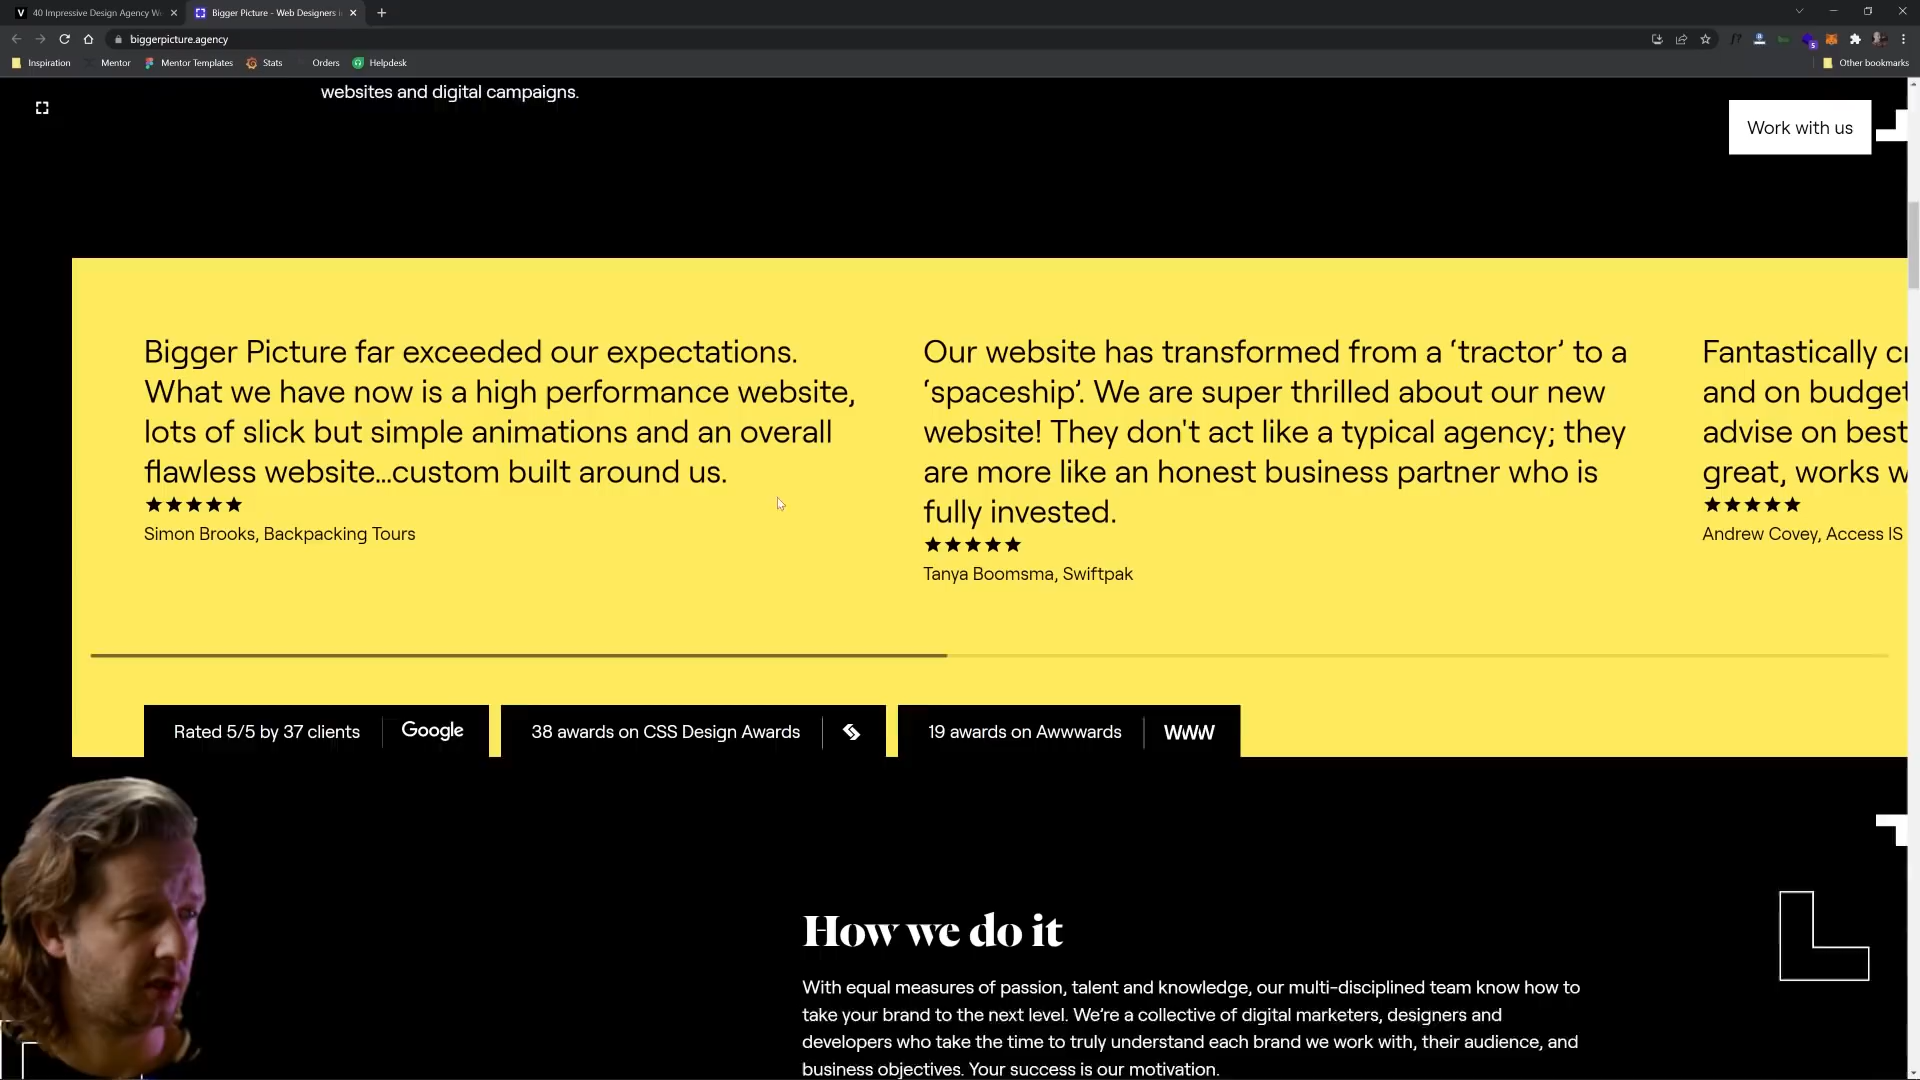 40 Impressive Design Agency We
Bigger Picture - Web Designers i
biggerpicture.agency
Inspiration
Mentor
Mentor Templates
Stats
Orders
Helpdesk
Other bookmarks
websites and digital campaigns.
Work with us
Bigger Picture far exceeded our expectations.
What we have now is a high performance website,
lots of slick but simple animations and an overall
flawless website...custom built around us.
★★★★★
Simon Brooks, Backpacking Tours
Our website has transformed from a ‘tractor’ to a
‘spaceship’. We are super thrilled about our new
website! They don't act like a typical agency; they
are more like an honest business partner who is
fully invested.
★★★★★
Tanya Boomsma, Swiftpak
Fantastically cr
and on budget
advise on best
great, works w
★★★★★
Andrew Covey, Access IS
Rated 5/5 by 37 clients
Google
38 awards on CSS Design Awards
19 awards on Awwwards
WWW
How we do it
With equal measures of passion, talent and knowledge, our multi-disciplined team know how to
take your brand to the next level. We’re a collective of digital marketers, designers and
developers who take the time to truly understand each brand we work with, their audience, and
business objectives. Your success is our motivation.